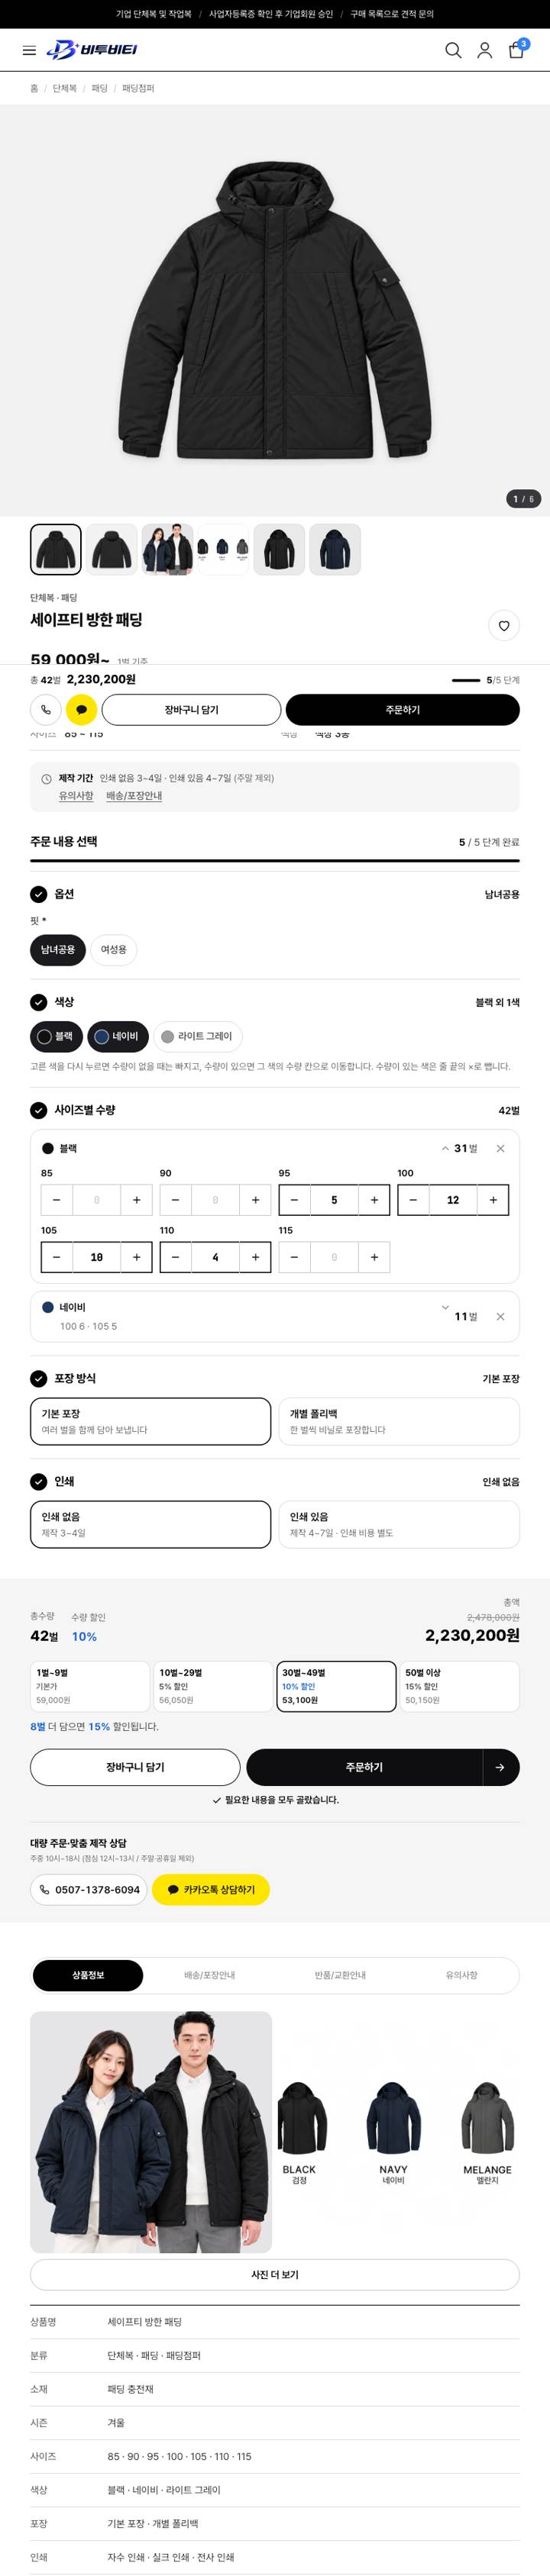 기업 단체복 및 작업복 / 사업자등록증 확인 후 기업회원 승인 / 구매 목록으로 견적 문의
비투비티
3
홈 / 단체복 / 패딩 / 패딩점퍼
1 / 6
단체복 · 패딩
세이프티 방한 패딩
59,000원~ 1벌 기준
총 42벌 2,230,200원
5/5 단계
장바구니 담기
주문하기
사이즈 85 ~ 115
색상 색상 3종
제작 기간 인쇄 없음 3~4일 · 인쇄 있음 4~7일 (주말 제외)
유의사항 배송/포장안내
주문 내용 선택
5 / 5 단계 완료
옵션
남녀공용
핏 *
남녀공용
여성용
색상
블랙 외 1색
블랙
네이비
라이트 그레이
고른 색을 다시 누르면 수량이 없을 때는 빠지고, 수량이 있으면 그 색의 수량 칸으로 이동합니다. 수량이 있는 색은 줄 끝의 ×로 뺍니다.
사이즈별 수량
42벌
블랙
31벌
85 90 95 100
− 0 + − 0 + − 5 + − 12 +
105 110 115
− 10 + − 4 + − 0 +
네이비
11벌
100 6 · 105 5
포장 방식
기본 포장
기본 포장
여러 벌을 함께 담아 보냅니다
개별 폴리백
한 벌씩 비닐로 포장합니다
인쇄
인쇄 없음
인쇄 없음
제작 3~4일
인쇄 있음
제작 4~7일 · 인쇄 비용 별도
총수량
42벌
수량 할인
10%
총액
2,478,000원
2,230,200원
1벌~9벌
기본가
59,000원
10벌~29벌
5% 할인
56,050원
30벌~49벌
10% 할인
53,100원
50벌 이상
15% 할인
50,150원
8벌 더 담으면 15% 할인됩니다.
장바구니 담기
주문하기
필요한 내용을 모두 골랐습니다.
대량 주문·맞춤 제작 상담
주중 10시~18시 (점심 12시~13시 / 주말·공휴일 제외)
0507-1378-6094
카카오톡 상담하기
상품정보
배송/포장안내
반품/교환안내
유의사항
BLACK
검정
NAVY
네이비
MELANGE
멜란지
사진 더 보기
상품명 세이프티 방한 패딩
분류 단체복 · 패딩 · 패딩점퍼
소재 패딩 충전재
시즌 겨울
사이즈 85 · 90 · 95 · 100 · 105 · 110 · 115
색상 블랙 · 네이비 · 라이트 그레이
포장 기본 포장 · 개별 폴리백
인쇄 자수 인쇄 · 실크 인쇄 · 전사 인쇄